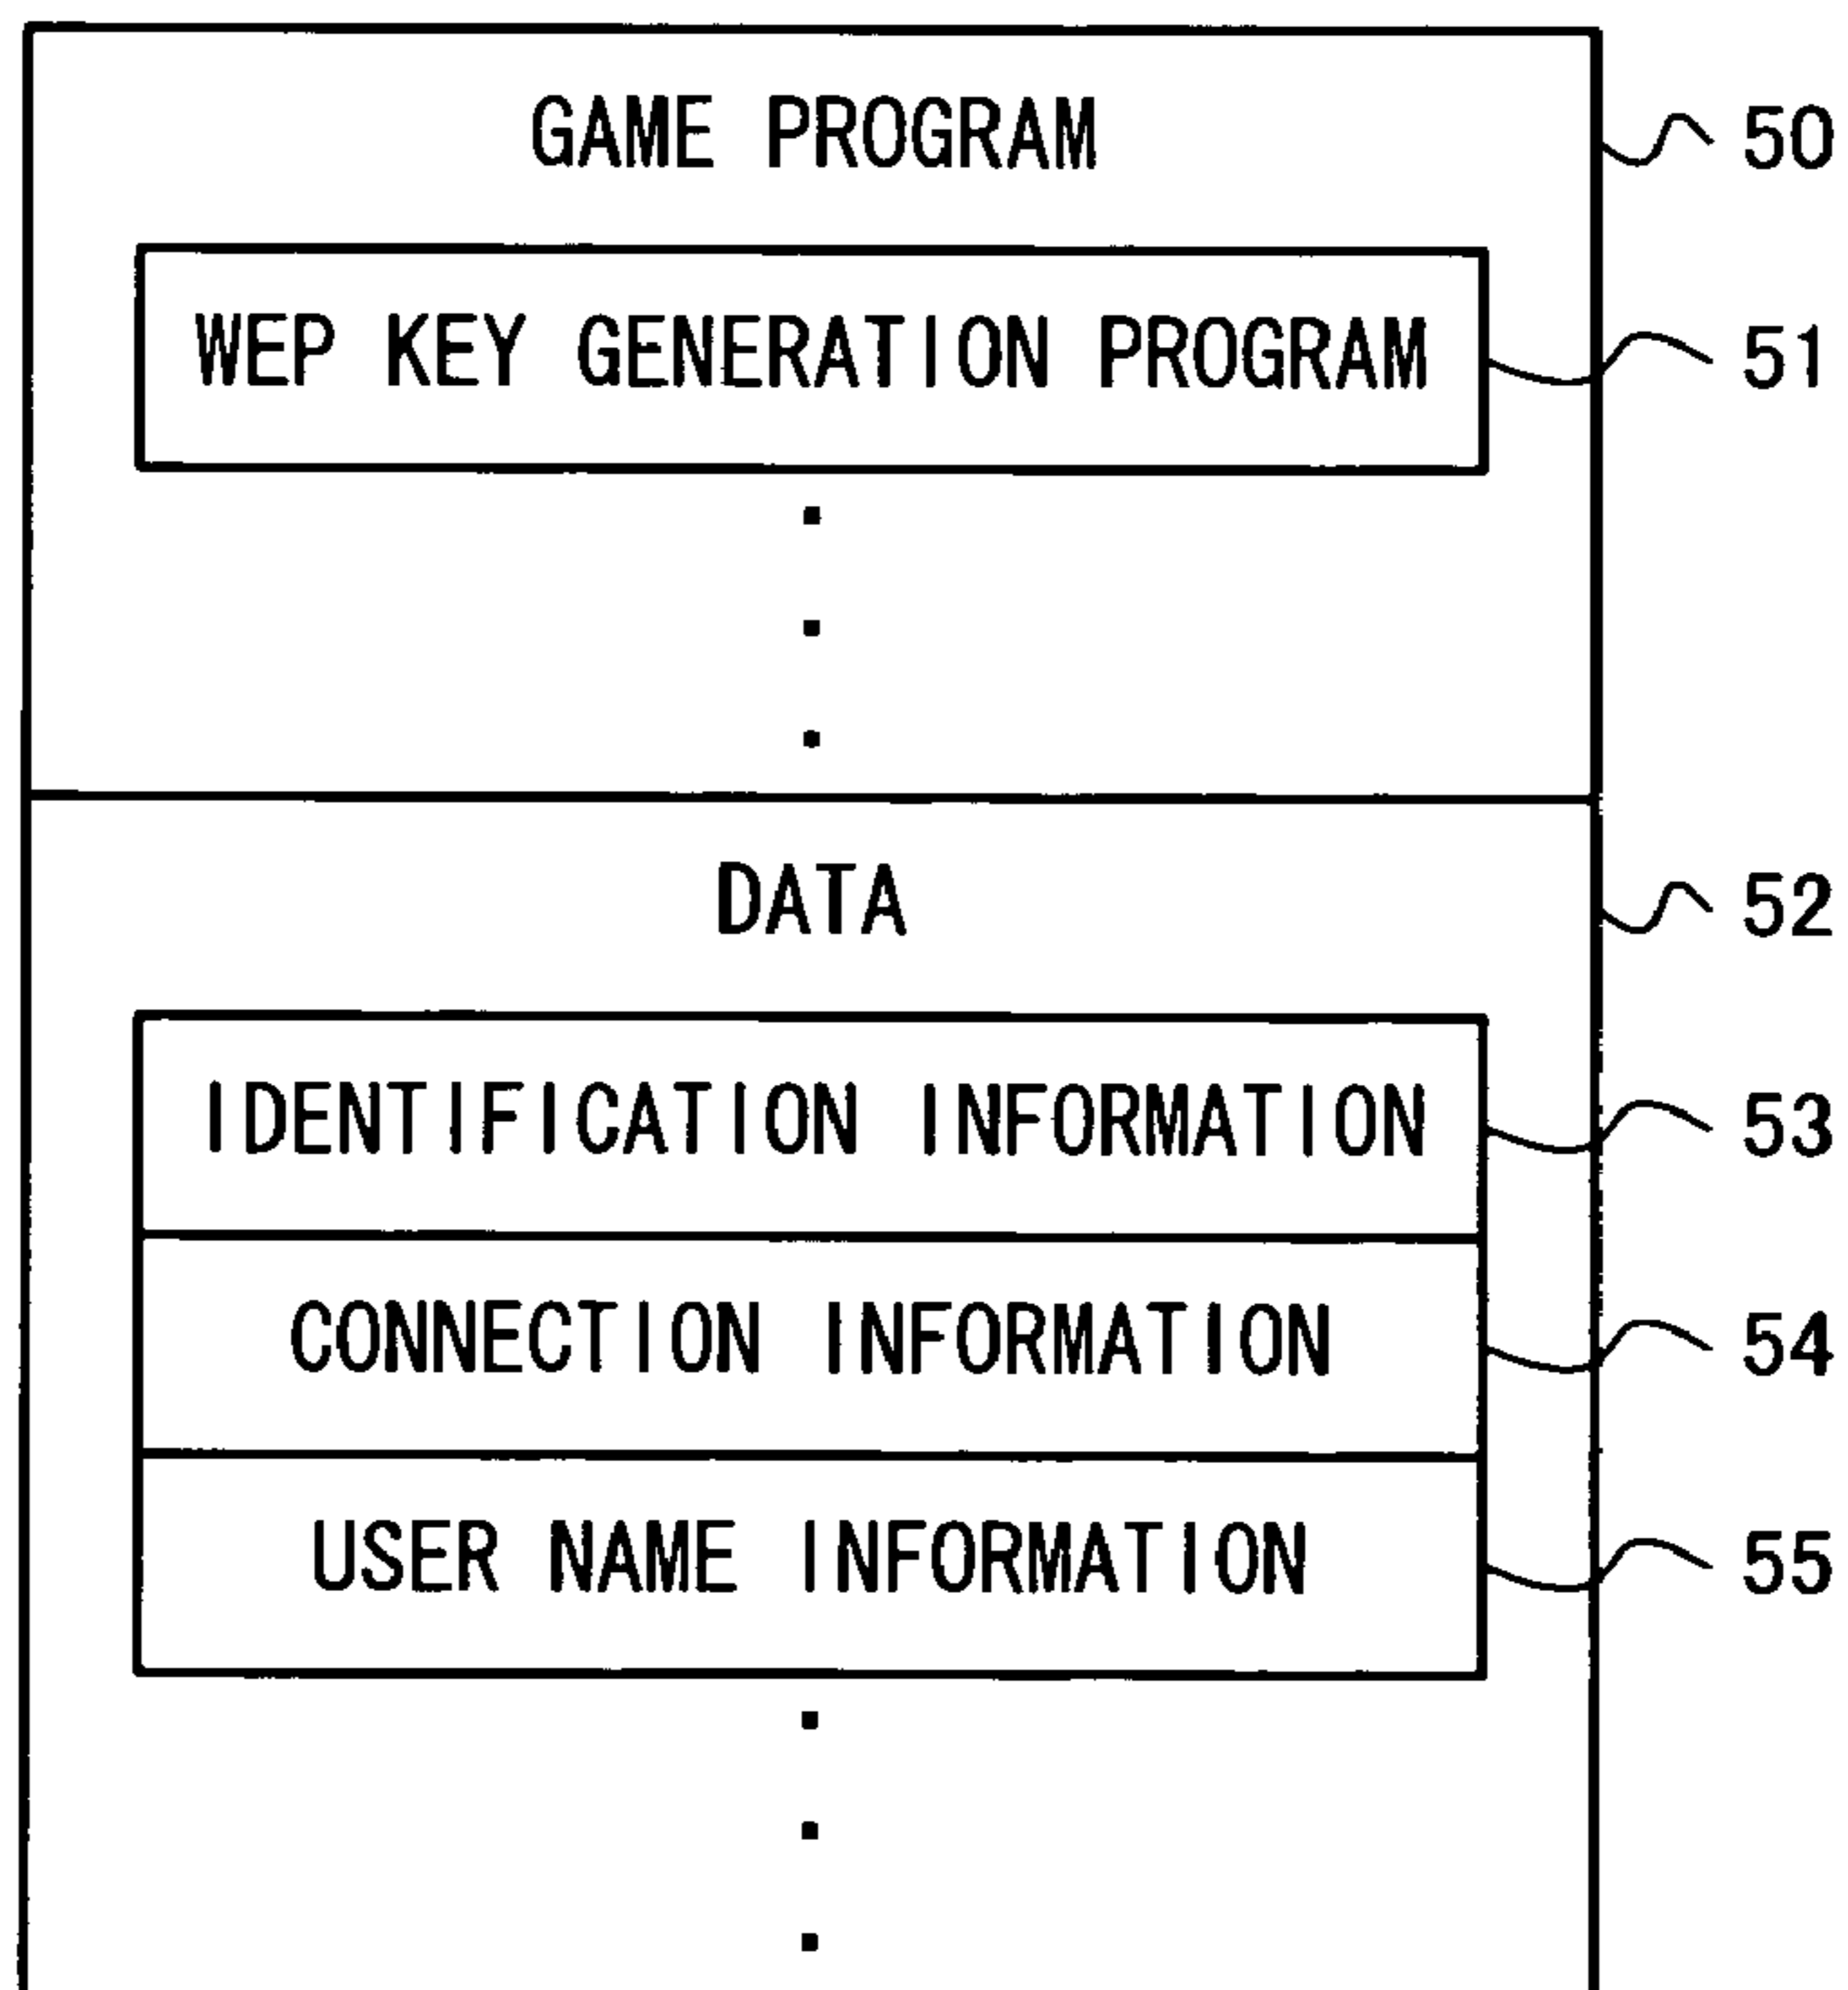 GAME PROGRAM 50
WEP KEY GENERATION PROGRAM 51
DATA 52
IDENTIFICATION INFORMATION 53
CONNECTION INFORMATION 54
USER NAME INFORMATION 55